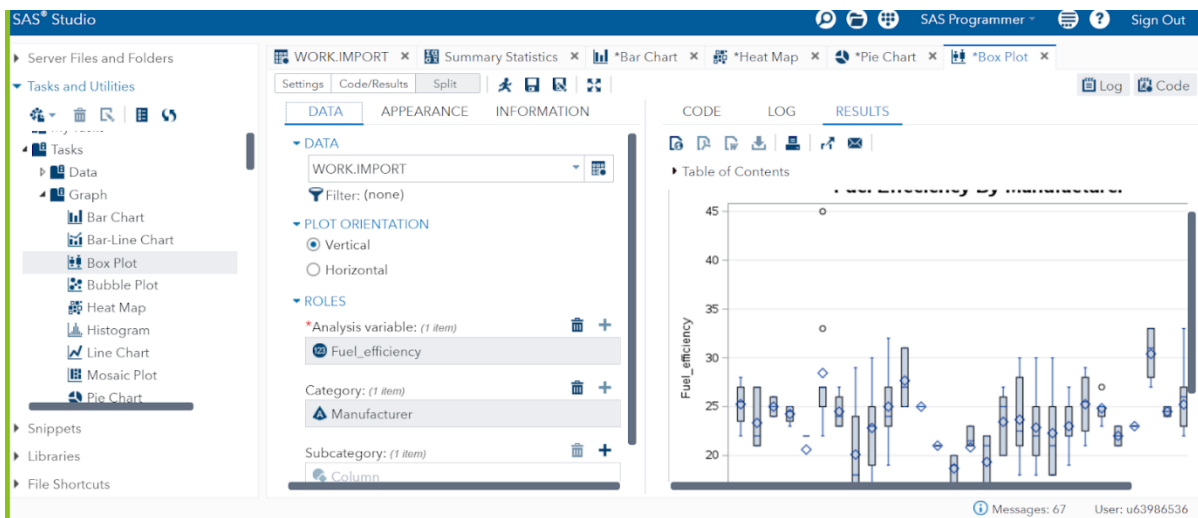 SAS® Studio
SAS Programmer
Sign Out
Server Files and Folders
Tasks and Utilities
Tasks
Data
Graph
Bar Chart
Bar-Line Chart
Box Plot
Bubble Plot
Heat Map
Histogram
Line Chart
Mosaic Plot
Pie Chart
Snippets
Libraries
File Shortcuts
WORK.IMPORT × Summary Statistics × *Bar Chart × *Heat Map × *Pie Chart × *Box Plot ×
Settings Code/Results Split
Log Code
DATA APPEARANCE INFORMATION
DATA
WORK.IMPORT
Filter: (none)
PLOT ORIENTATION
Vertical
Horizontal
ROLES
*Analysis variable: (1 item)
123 Fuel_efficiency
Category: (1 item)
Manufacturer
Subcategory: (1 item)
Column
CODE LOG RESULTS
Table of Contents
Fuel Effeciency By Manufacturer
45
40
35
30
25
20
Fuel_efficiency
Messages: 67 User: u63986536